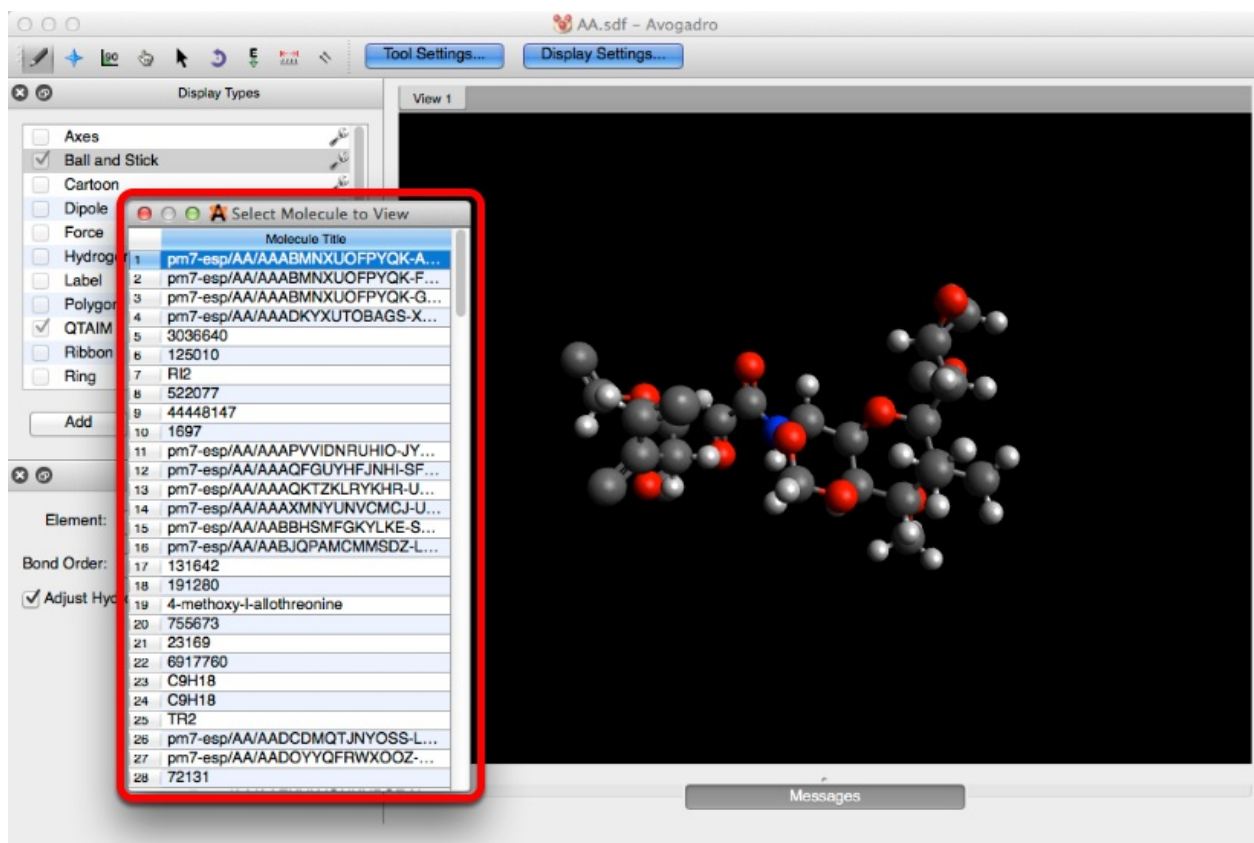 AA.sdf – Avogadro
90
E
Tool Settings...
Display Settings...
Display Types
View 1
Axes
Ball and Stick
Cartoon
Dipole
Force
Label
QTAIM
Ribbon
Ring
Add
Element:
Bond Order:
Select Molecule to View
Molecule Title
1 pm7-esp/AA/AAABMNXUOFPYQK-A...
2 pm7-esp/AA/AAABMNXUOFPYQK-F...
3 pm7-esp/AA/AAABMNXUOFPYQK-G...
4 pm7-esp/AA/AAADKYXUTOBAGS-X...
5 3036640
6 125010
7 RI2
8 522077
9 44448147
10 1697
11 pm7-esp/AA/AAAPVVIDNRUHIO-JY...
12 pm7-esp/AA/AAAQFGUYHFJNHI-SF...
13 pm7-esp/AA/AAAQKTZKLRYKHR-U...
14 pm7-esp/AA/AAAXMNYUNVCMCJ-U...
15 pm7-esp/AA/AABBHSMFGKYLKE-S...
16 pm7-esp/AA/AABJQPAMCMMSDZ-L...
17 131642
18 191280
19 4-methoxy-l-allothreonine
20 755673
21 23169
22 6917760
23 C9H18
24 C9H18
25 TR2
26 pm7-esp/AA/AADCDMQTJNYOSS-L...
27 pm7-esp/AA/AADOYYQFRWXOOZ-...
28 72131
Adjust
Messages